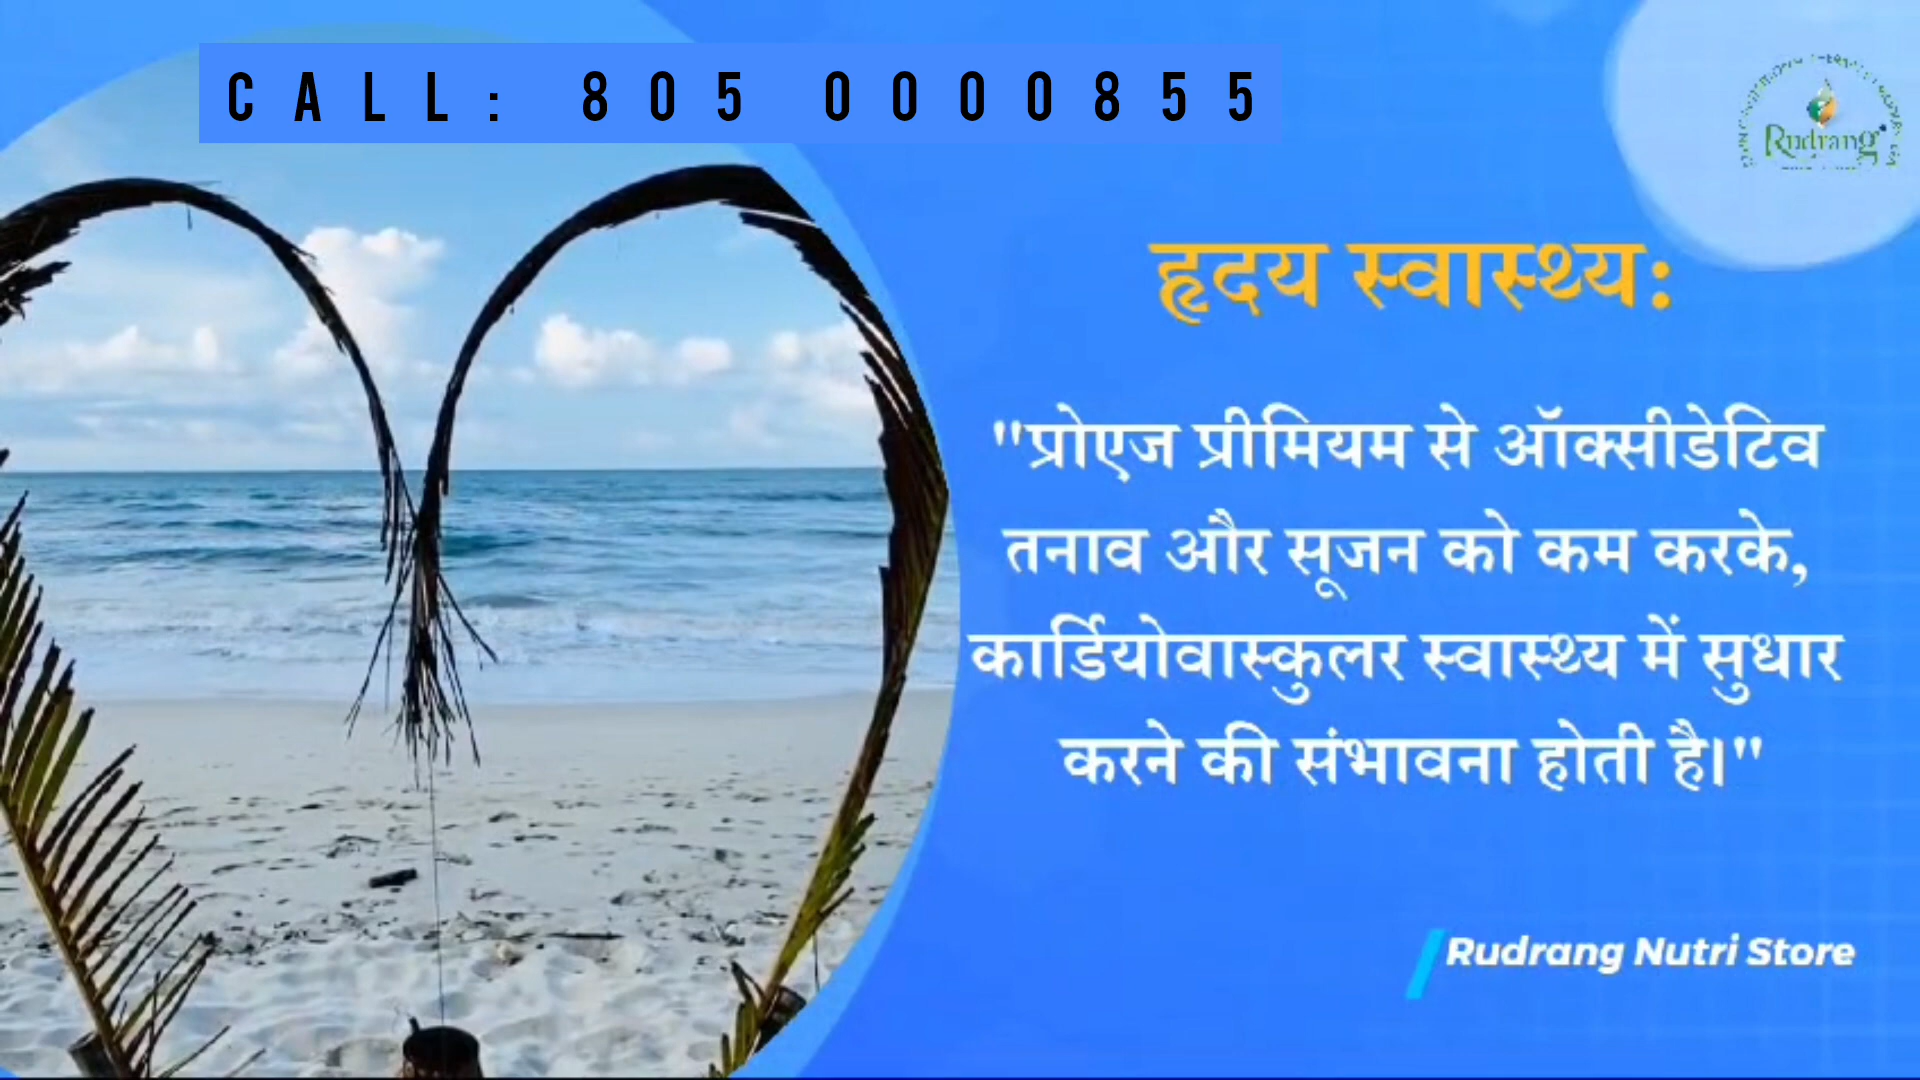 CALL: 805 0000855
Rudrang
हृदय स्वास्थ्य:
"प्रोएज प्रीमियम से ऑक्सीडेटिव
तनाव और सूजन को कम करके,
कार्डियोवास्कुलर स्वास्थ्य में सुधार
करने की संभावना होती है।"
Rudrang Nutri Store